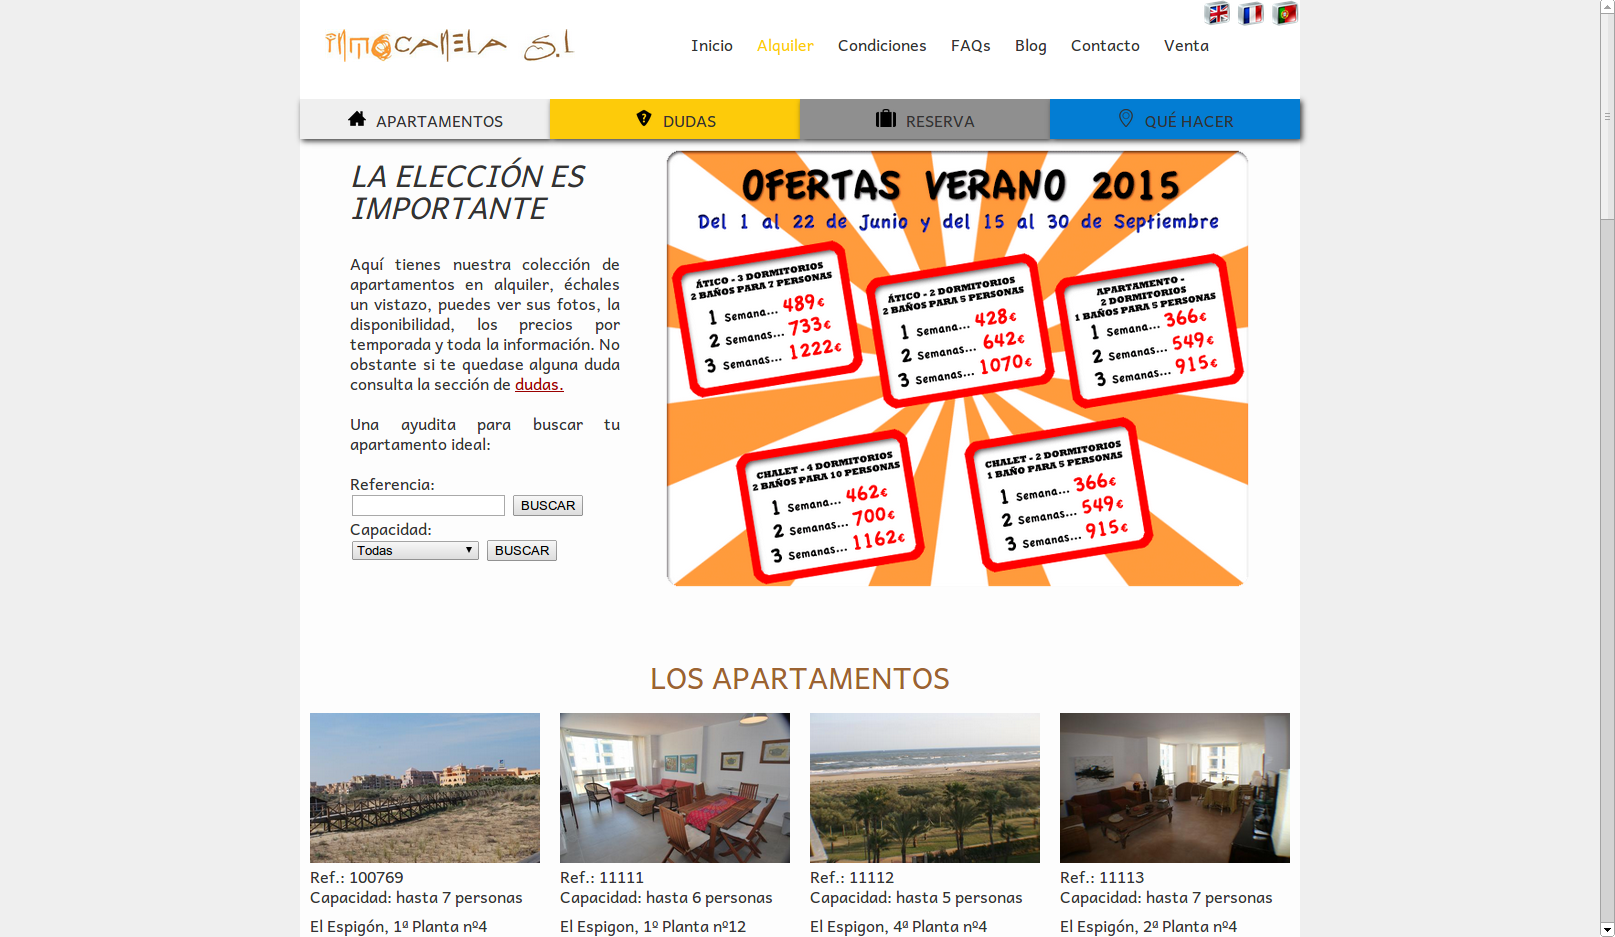 INMOCANELA S.L
Inicio Alquiler Condiciones FAQs Blog Contacto Venta
APARTAMENTOS DUDAS RESERVA QUÉ HACER
LA ELECCIÓN ES
IMPORTANTE
Aquí tienes nuestra colección de
apartamentos en alquiler, échales
un vistazo, puedes ver sus fotos, la
disponibilidad, los precios por
temporada y toda la información. No
obstante si te quedase alguna duda
consulta la sección de dudas.
Una ayudita para buscar tu
apartamento ideal:
Referencia:
BUSCAR
Capacidad:
Todas BUSCAR
OFERTAS VERANO 2015
Del 1 al 22 de Junio y del 15 al 30 de Septiembre
ÁTICO - 3 DORMITORIOS
2 BAÑOS PARA 7 PERSONAS
1 Semana... 489€
2 Semanas... 733€
3 Semanas... 1222€
ÁTICO - 2 DORMITORIOS
2 BAÑOS PARA 5 PERSONAS
1 Semana... 428€
2 Semanas... 642€
3 Semanas... 1070€
APARTAMENTO -
2 DORMITORIOS
1 BAÑOS PARA 5 PERSONAS
1 Semana... 366€
2 Semanas... 549€
3 Semanas... 915€
CHALET - 4 DORMITORIOS
2 BAÑOS PARA 10 PERSONAS
1 Semana... 462€
2 Semanas... 700€
3 Semanas... 1162€
CHALET - 2 DORMITORIOS
1 BAÑO PARA 5 PERSONAS
1 Semana... 366€
2 Semanas... 549€
3 Semanas... 915€
LOS APARTAMENTOS
Ref.: 100769
Capacidad: hasta 7 personas
El Espigón, 1ª Planta nº4
Ref.: 11111
Capacidad: hasta 6 personas
El Espigon, 1º Planta nº12
Ref.: 11112
Capacidad: hasta 5 personas
El Espigon, 4ª Planta nº4
Ref.: 11113
Capacidad: hasta 7 personas
El Espigón, 2ª Planta nº4